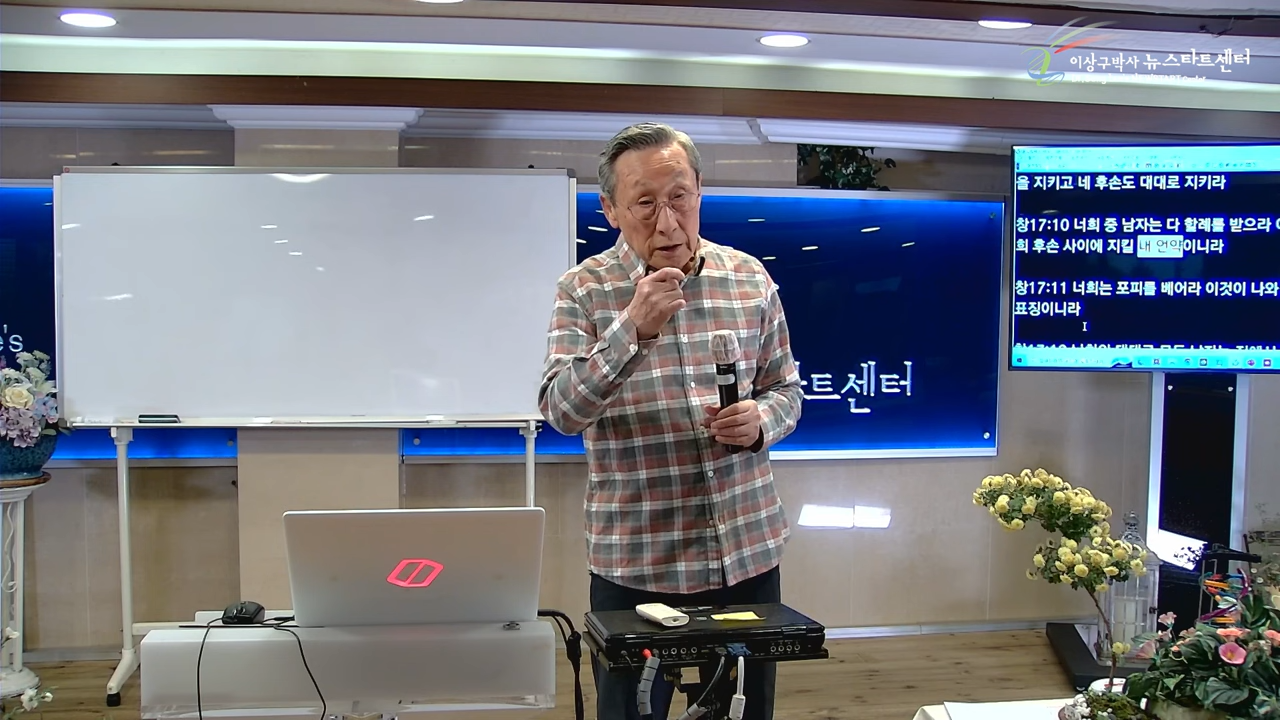 이상구박사 뉴스타트센터
을 지키고 네 후손도 대대로 지키라
창17:10 너희 중 남자는 다 할례를 받으라
희 후손 사이에 지킬 내 언약이니라
창17:11 너희는 포피를 베어라 이것이 나와
표징이니라
e's
타트센터